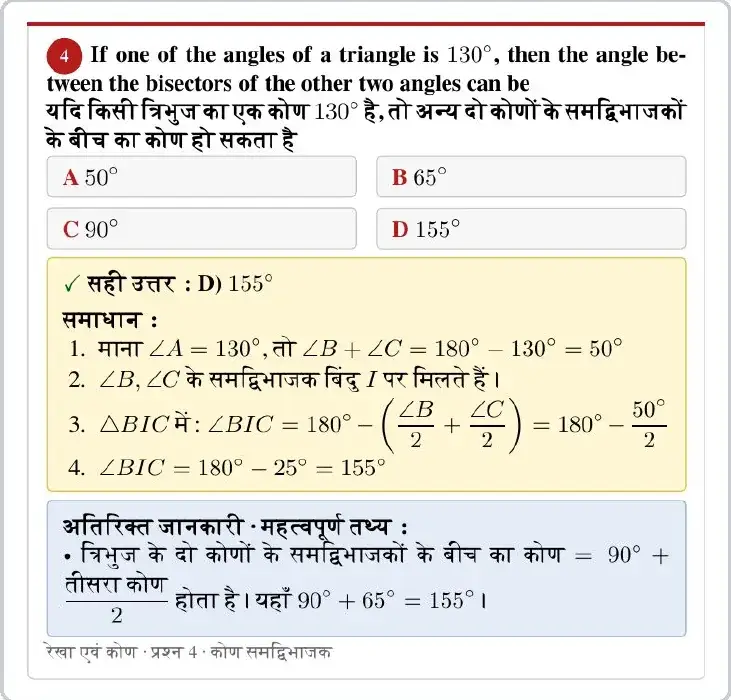 4 If one of the angles of a triangle is 130°, then the angle be-
tween the bisectors of the other two angles can be
यदि किसी त्रिभुज का एक कोण 130° है, तो अन्य दो कोणों के समद्विभाजकों
के बीच का कोण हो सकता है
A 50°
B 65°
C 90°
D 155°
✓ सही उत्तर : D) 155°
समाधान :
1. माना ∠A = 130°, तो ∠B + ∠C = 180° − 130° = 50°
2. ∠B, ∠C के समद्विभाजक बिंदु I पर मिलते हैं।
3. △BIC में : ∠BIC = 180° − (∠B/2 + ∠C/2) = 180° − 50°/2
4. ∠BIC = 180° − 25° = 155°
अतिरिक्त जानकारी · महत्वपूर्ण तथ्य :
• त्रिभुज के दो कोणों के समद्विभाजकों के बीच का कोण = 90° +
तीसरा कोण/2 होता है। यहाँ 90° + 65° = 155°।
रेखा एवं कोण · प्रश्न 4 · कोण समद्विभाजक